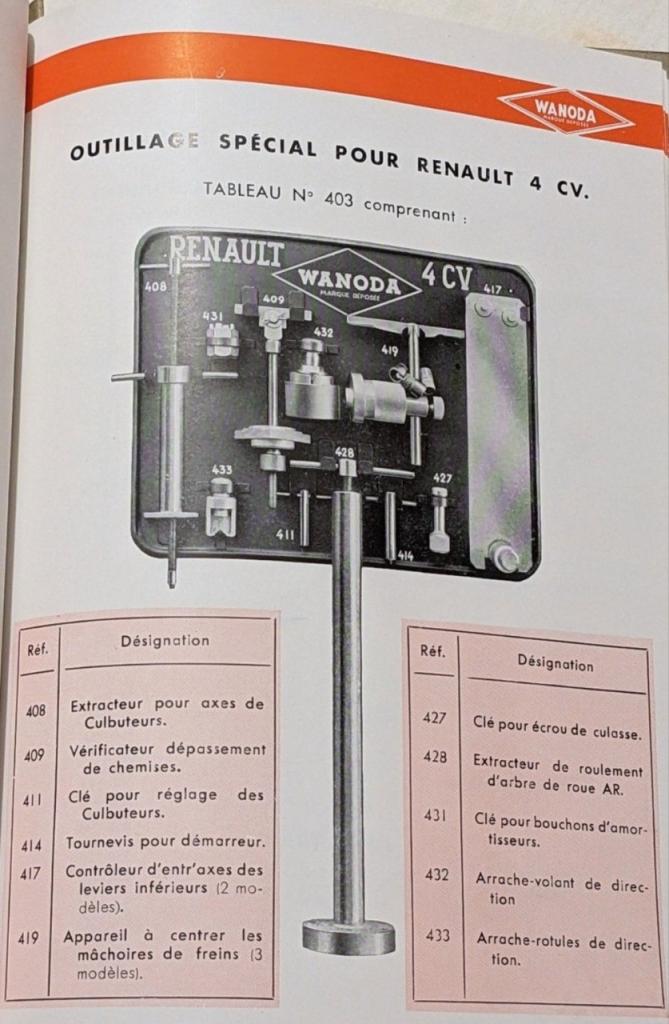 WANODA
MARQUE DÉPOSÉE
OUTILLAGE SPÉCIAL POUR RENAULT 4 CV.
TABLEAU N° 403 comprenant :
RENAULT
WANODA
MARQUE DÉPOSÉE
4 CV
408
409
417
431
432
419
428
433
427
411
414
Réf.
Désignation
408
Extracteur pour axes de
Culbuteurs.
409
Vérificateur dépassement
de chemises.
411
Clé pour réglage des
Culbuteurs.
414
Tournevis pour démarreur.
417
Contrôleur d'entr'axes des
leviers inférieurs (2 mo-
dèles).
419
Appareil à centrer les
mâchoires de freins (3
modèles).
Réf.
Désignation
427
Clé pour écrou de culasse.
428
Extracteur de roulement
d'arbre de roue AR.
431
Clé pour bouchons d'amor-
tisseurs.
432
Arrache-volant de direc-
tion
433
Arrache-rotules de direc-
tion.